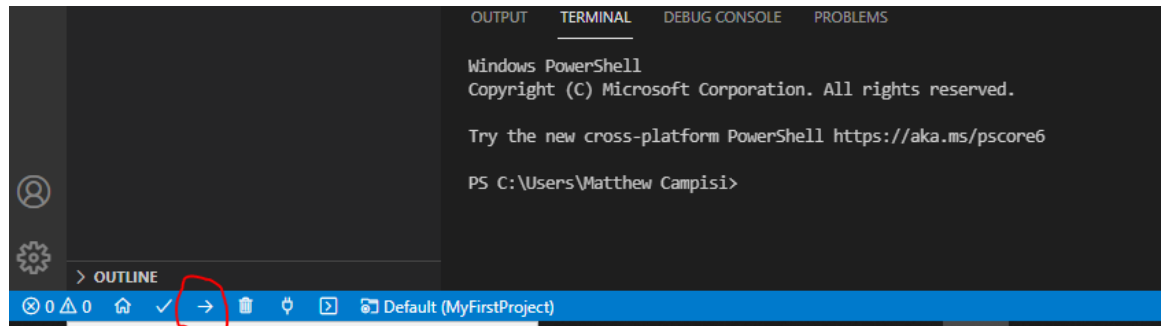 OUTPUT TERMINAL DEBUG CONSOLE PROBLEMS
Windows PowerShell
Copyright (C) Microsoft Corporation. All rights reserved.
Try the new cross-platform PowerShell https://aka.ms/pscore6
PS C:\Users\Matthew Campisi>
> OUTLINE
0 0 Default (MyFirstProject)